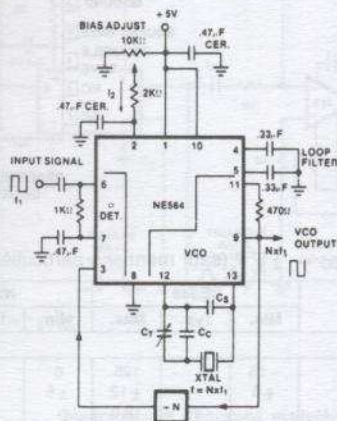 +5V
BIAS ADJUST
10KΩ
.47μF
CER.
I2
2KΩ
.47μF CER.
2
1
10
4
.33μF
LOOP
FILTER
5
.33μF
INPUT SIGNAL
f1
6
NE564
11
1KΩ
Ø
DET.
470Ω
VCO
OUTPUT
9
N×f1
7
VCO
.47μF
3
8
12
13
CS
CT
CC
XTAL
f = N×f1
÷N